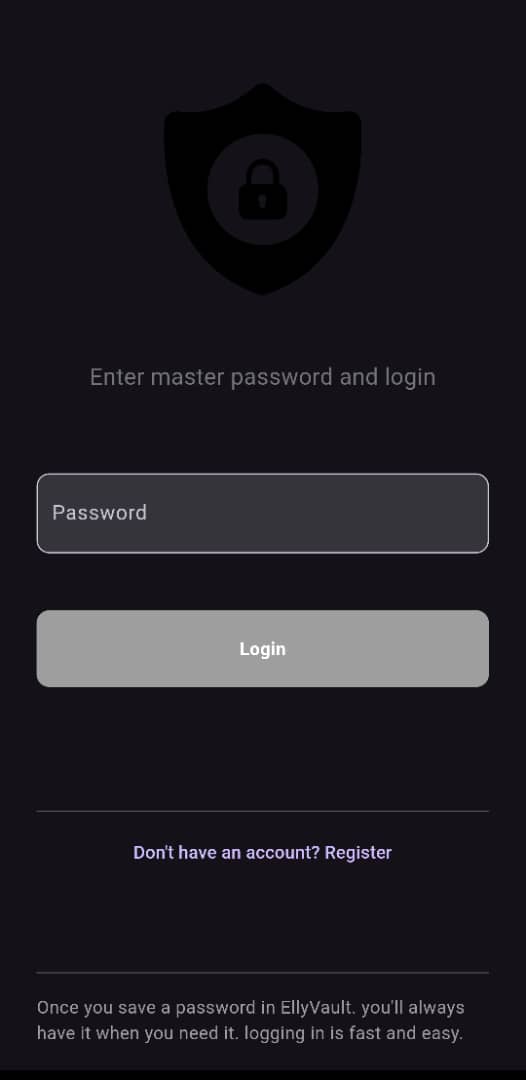 Enter master password and login
Password
Login
Don't have an account? Register
Once you save a password in EllyVault. you'll always
have it when you need it. logging in is fast and easy.